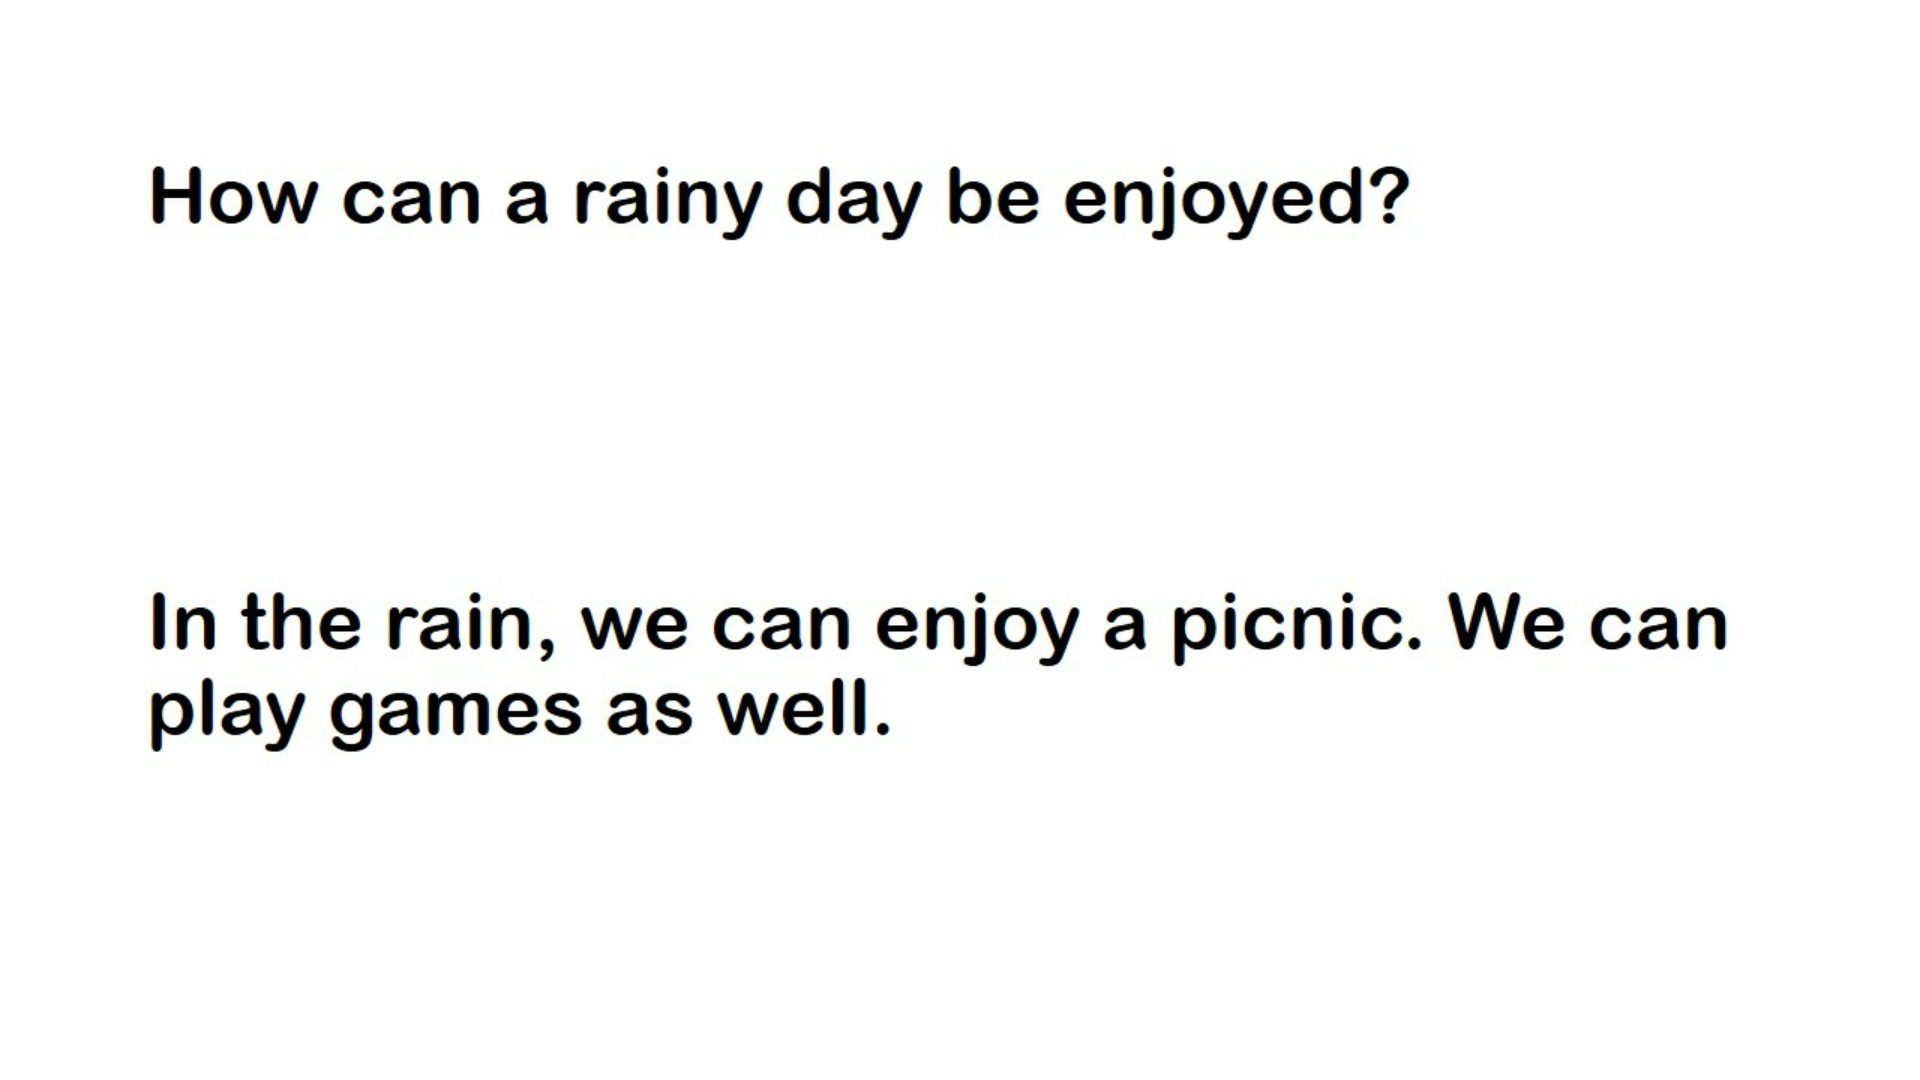 How can a rainy day be enjoyed?
In the rain, we can enjoy a picnic. We can
play games as well.